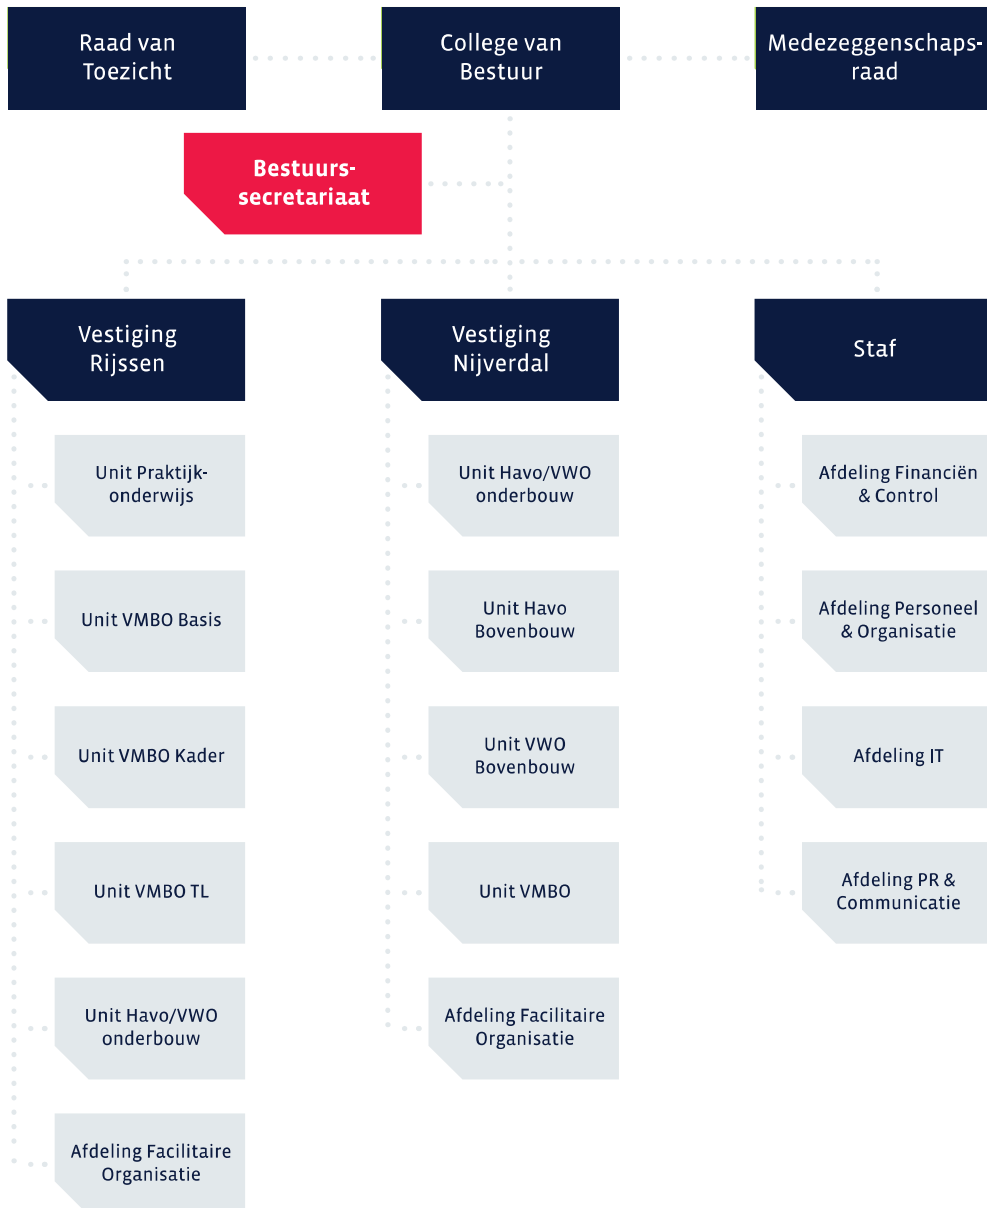 Raad van
Toezicht
College van
Bestuur
Medezeggenschaps-
raad
Bestuurs-
secretariaat
Vestiging
Rijssen
Unit Praktijk-
onderwijs
Unit VMBO Basis
Unit VMBO Kader
Unit VMBO TL
Unit Havo/VWO
onderbouw
Afdeling Facilitaire
Organisatie
Vestiging
Nijverdal
Unit Havo/VWO
onderbouw
Unit Havo
Bovenbouw
Unit VWO
Bovenbouw
Unit VMBO
Afdeling Facilitaire
Organisatie
Staf
Afdeling Financiën
& Control
Afdeling Personeel
& Organisatie
Afdeling IT
Afdeling PR &
Communicatie